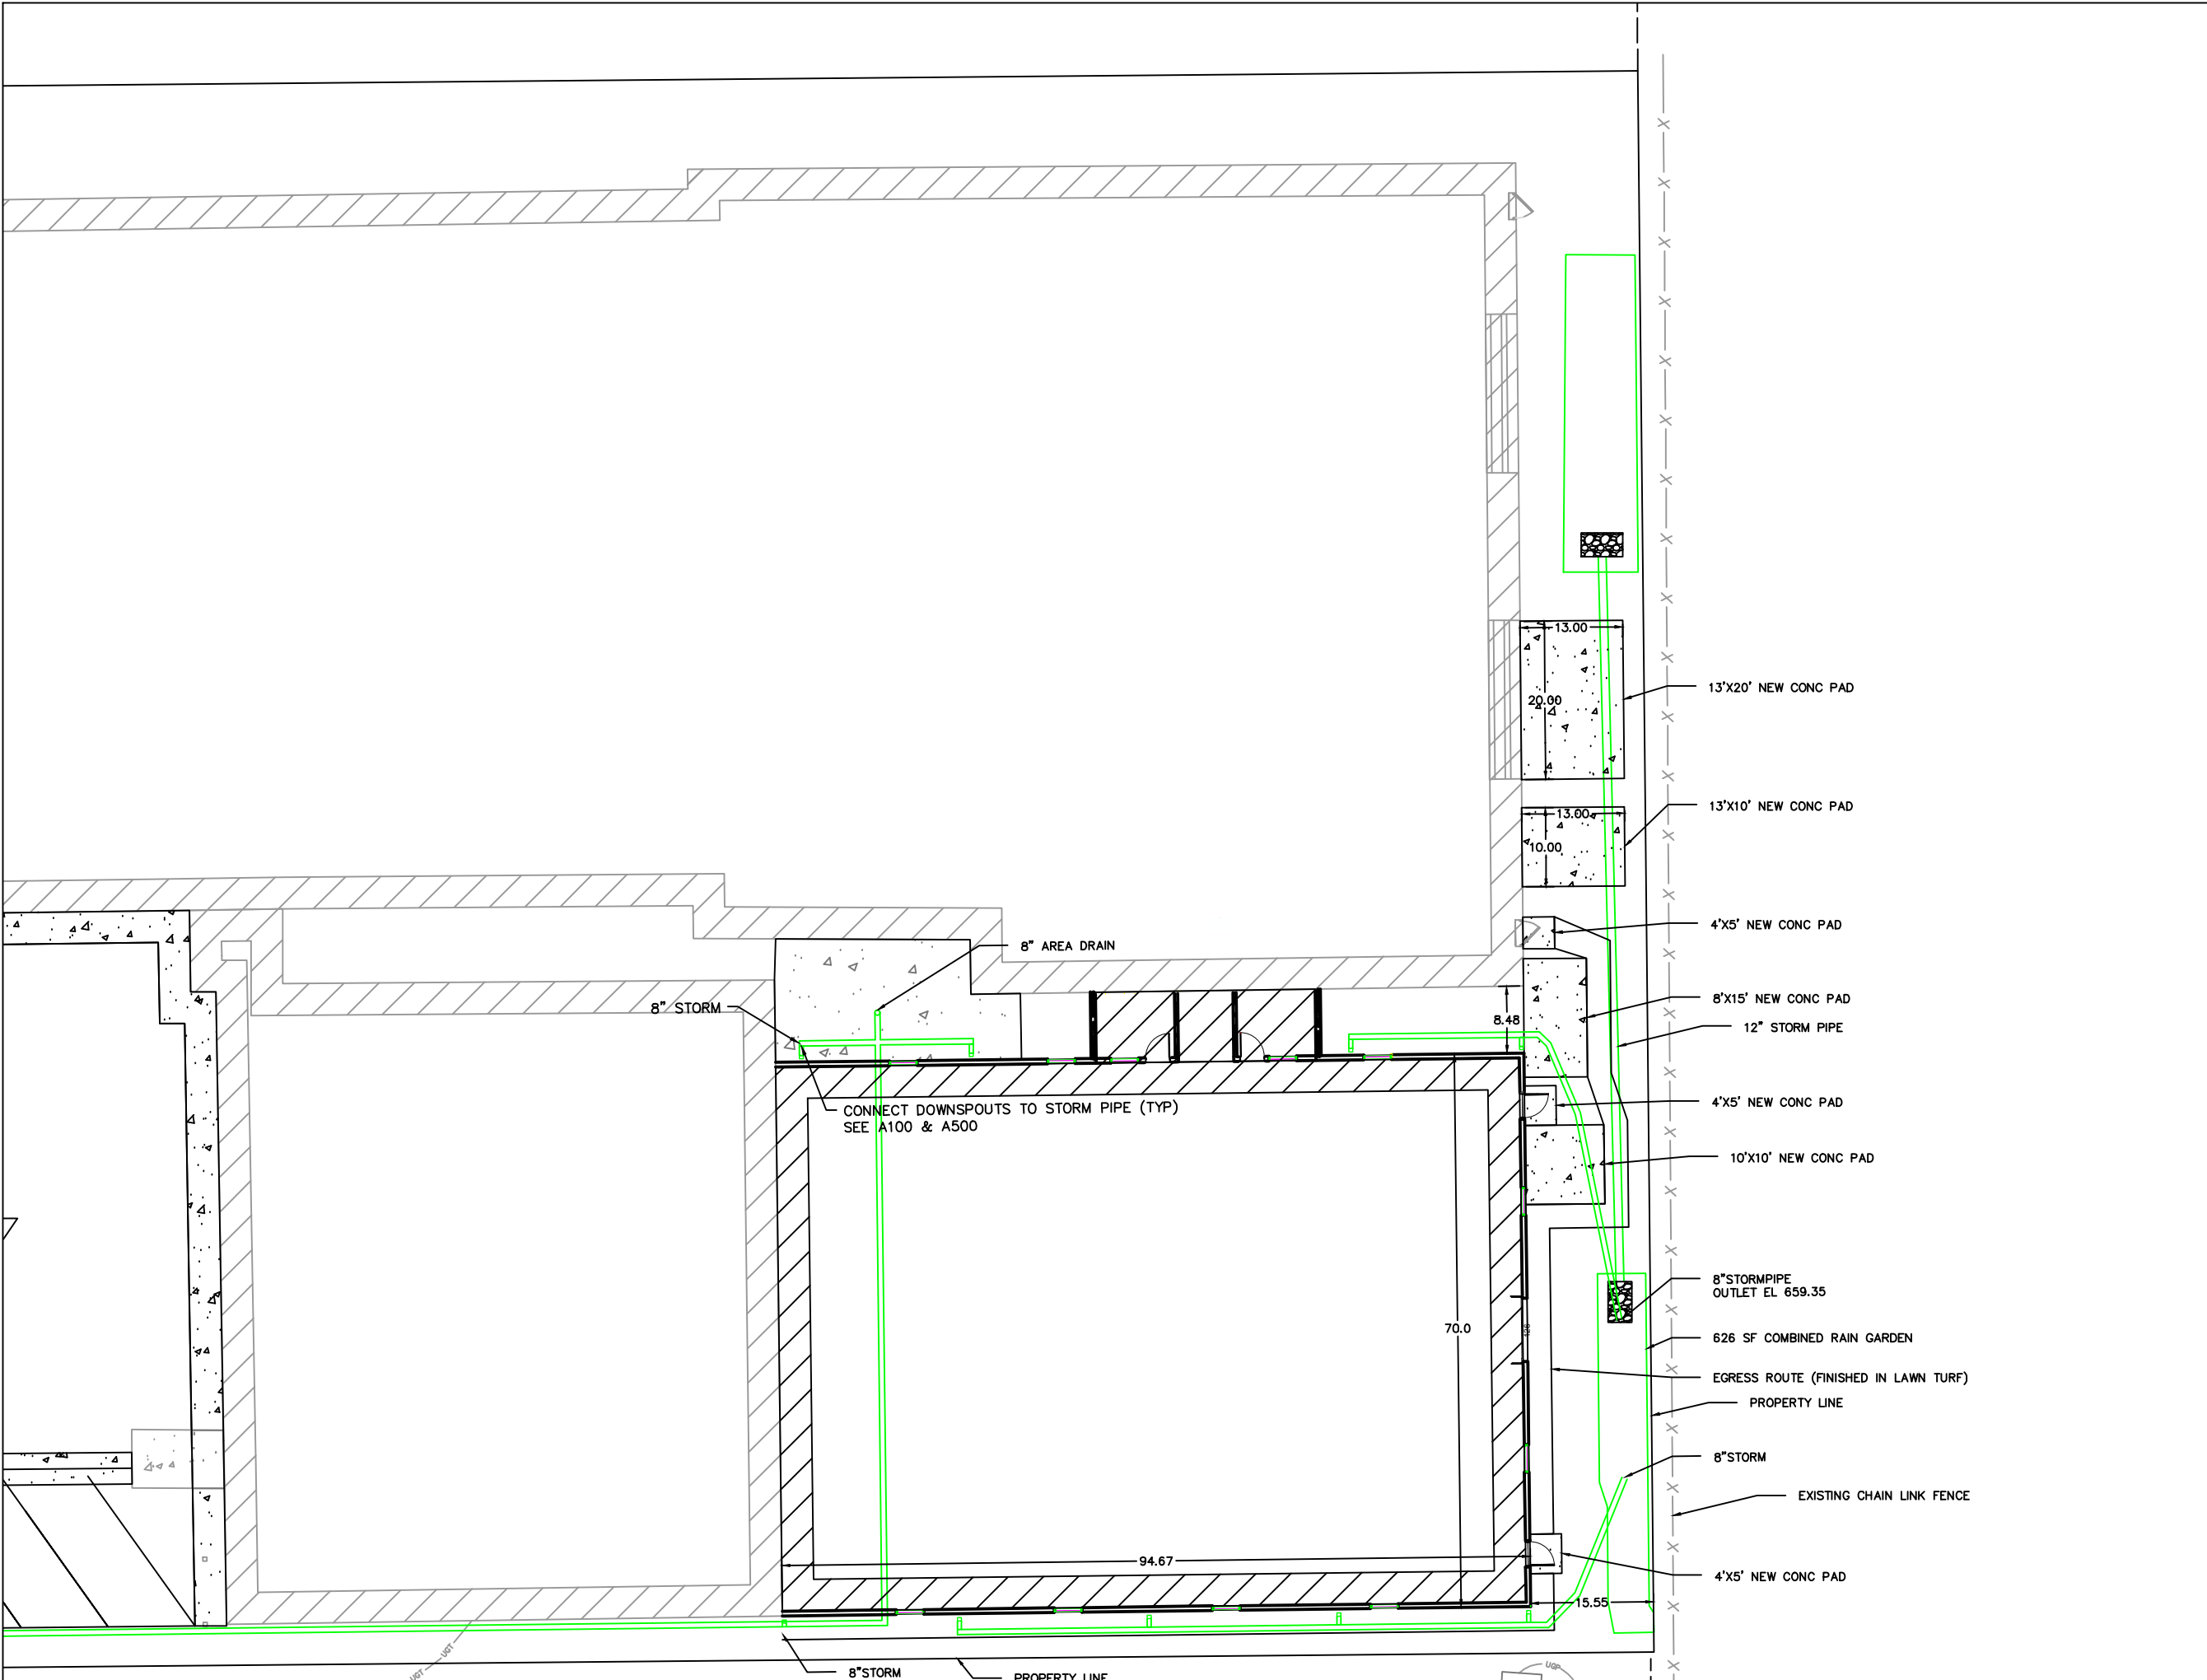 13.00
20.00
13'X20' NEW CONC PAD
13.00
10.00
13'X10' NEW CONC PAD
4'X5' NEW CONC PAD
8" AREA DRAIN
8" STORM
8.48
8'X15' NEW CONC PAD
12" STORM PIPE
CONNECT DOWNSPOUTS TO STORM PIPE (TYP)
SEE A100 & A500
4'X5' NEW CONC PAD
10'X10' NEW CONC PAD
8"STORMPIPE
OUTLET EL 659.35
70.0
126
626 SF COMBINED RAIN GARDEN
EGRESS ROUTE (FINISHED IN LAWN TURF)
PROPERTY LINE
8"STORM
EXISTING CHAIN LINK FENCE
94.67
4'X5' NEW CONC PAD
15.55
UGT
UGT
8"STORM
PROPERTY LINE
UGP